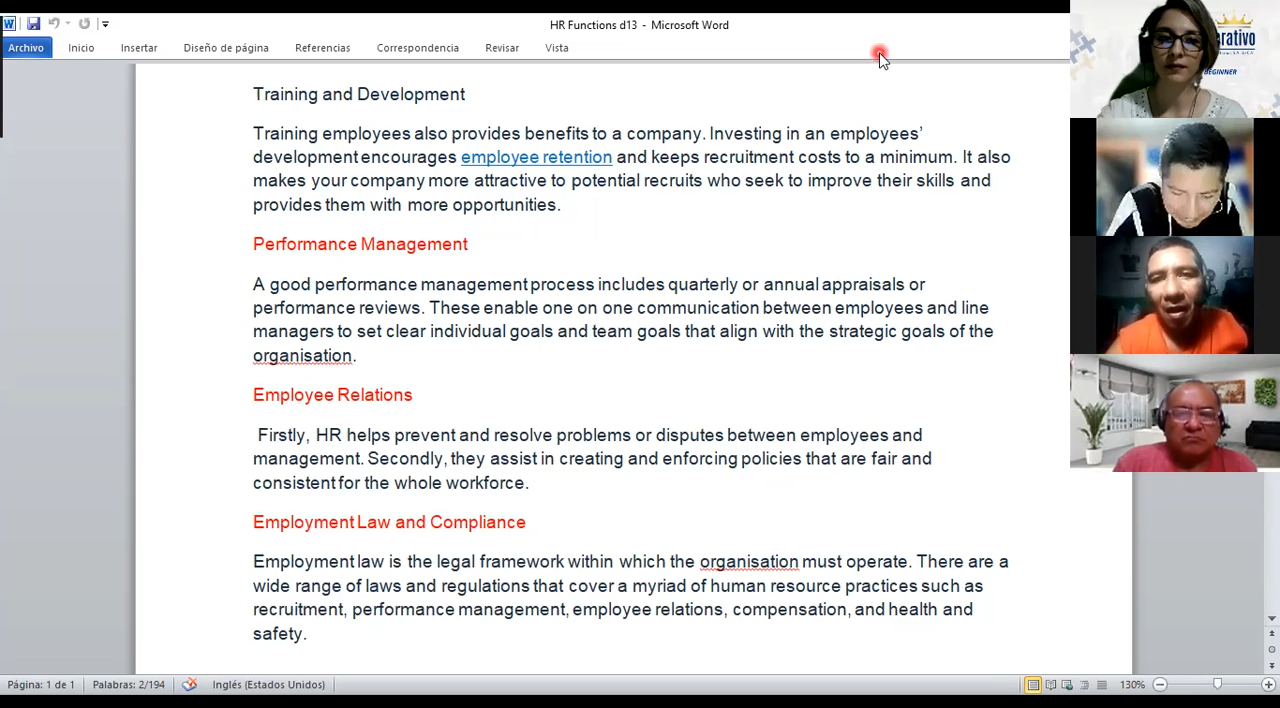 HR Functions d13 - Microsoft Word
Archivo Inicio Insertar Diseño de página Referencias Correspondencia Revisar Vista
Training and Development
Training employees also provides benefits to a company. Investing in an employees’
development encourages employee retention and keeps recruitment costs to a minimum. It also
makes your company more attractive to potential recruits who seek to improve their skills and
provides them with more opportunities.
Performance Management
A good performance management process includes quarterly or annual appraisals or
performance reviews. These enable one on one communication between employees and line
managers to set clear individual goals and team goals that align with the strategic goals of the
organisation.
Employee Relations
Firstly, HR helps prevent and resolve problems or disputes between employees and
management. Secondly, they assist in creating and enforcing policies that are fair and
consistent for the whole workforce.
Employment Law and Compliance
Employment law is the legal framework within which the organisation must operate. There are a
wide range of laws and regulations that cover a myriad of human resource practices such as
recruitment, performance management, employee relations, compensation, and health and
safety.
Página: 1 de 1 Palabras: 2/194 Inglés (Estados Unidos) 130%
BEGINNER